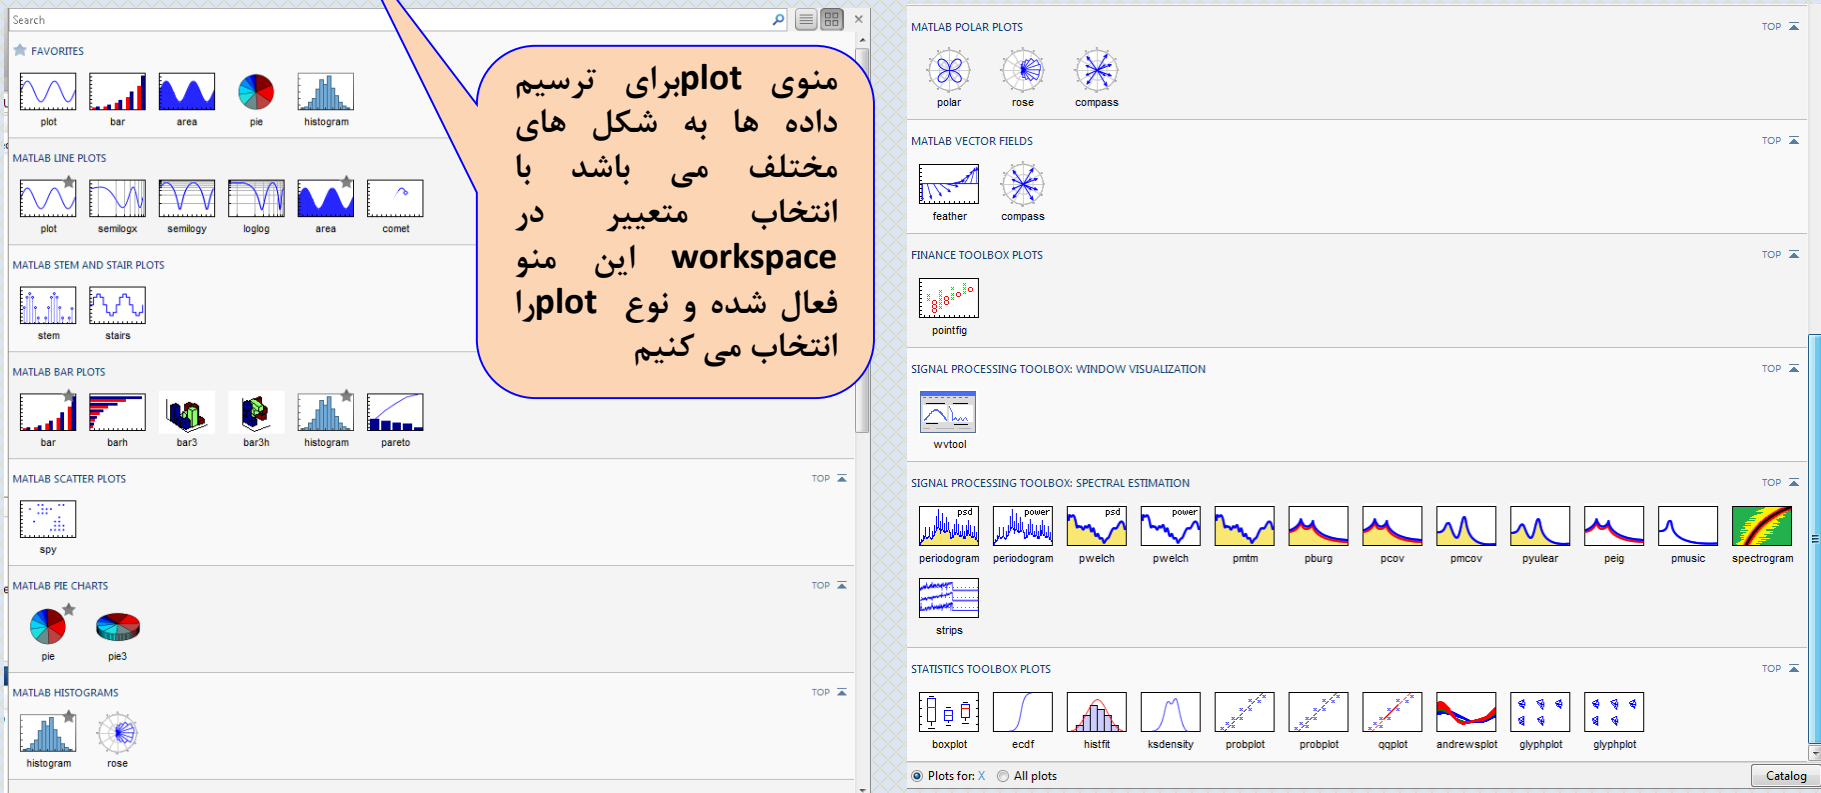 Search
FAVORITES
plot bar area pie histogram
MATLAB LINE PLOTS
plot semilogx semilogy loglog area comet
MATLAB STEM AND STAIR PLOTS
stem stairs
MATLAB BAR PLOTS
bar barh bar3 bar3h histogram pareto
MATLAB SCATTER PLOTS TOP
spy
MATLAB PIE CHARTS TOP
pie pie3
MATLAB HISTOGRAMS TOP
histogram rose
منوی plotبرای ترسیم
داده ها به شکل های
مختلف می باشد با
انتخاب متعییر در
workspace این منو
فعال شده و نوع plotرا
انتخاب می کنیم
MATLAB POLAR PLOTS TOP
polar rose compass
MATLAB VECTOR FIELDS TOP
feather compass
FINANCE TOOLBOX PLOTS TOP
pointfig
SIGNAL PROCESSING TOOLBOX: WINDOW VISUALIZATION TOP
wvtool
SIGNAL PROCESSING TOOLBOX: SPECTRAL ESTIMATION TOP
psd power psd power
periodogram periodogram pwelch pwelch pmtm pburg pcov pmcov pyulear peig pmusic spectrogram
strips
STATISTICS TOOLBOX PLOTS TOP
boxplot ecdf histfit ksdensity probplot probplot qqplot andrewsplot glyphplot glyphplot
Plots for: X All plots Catalog